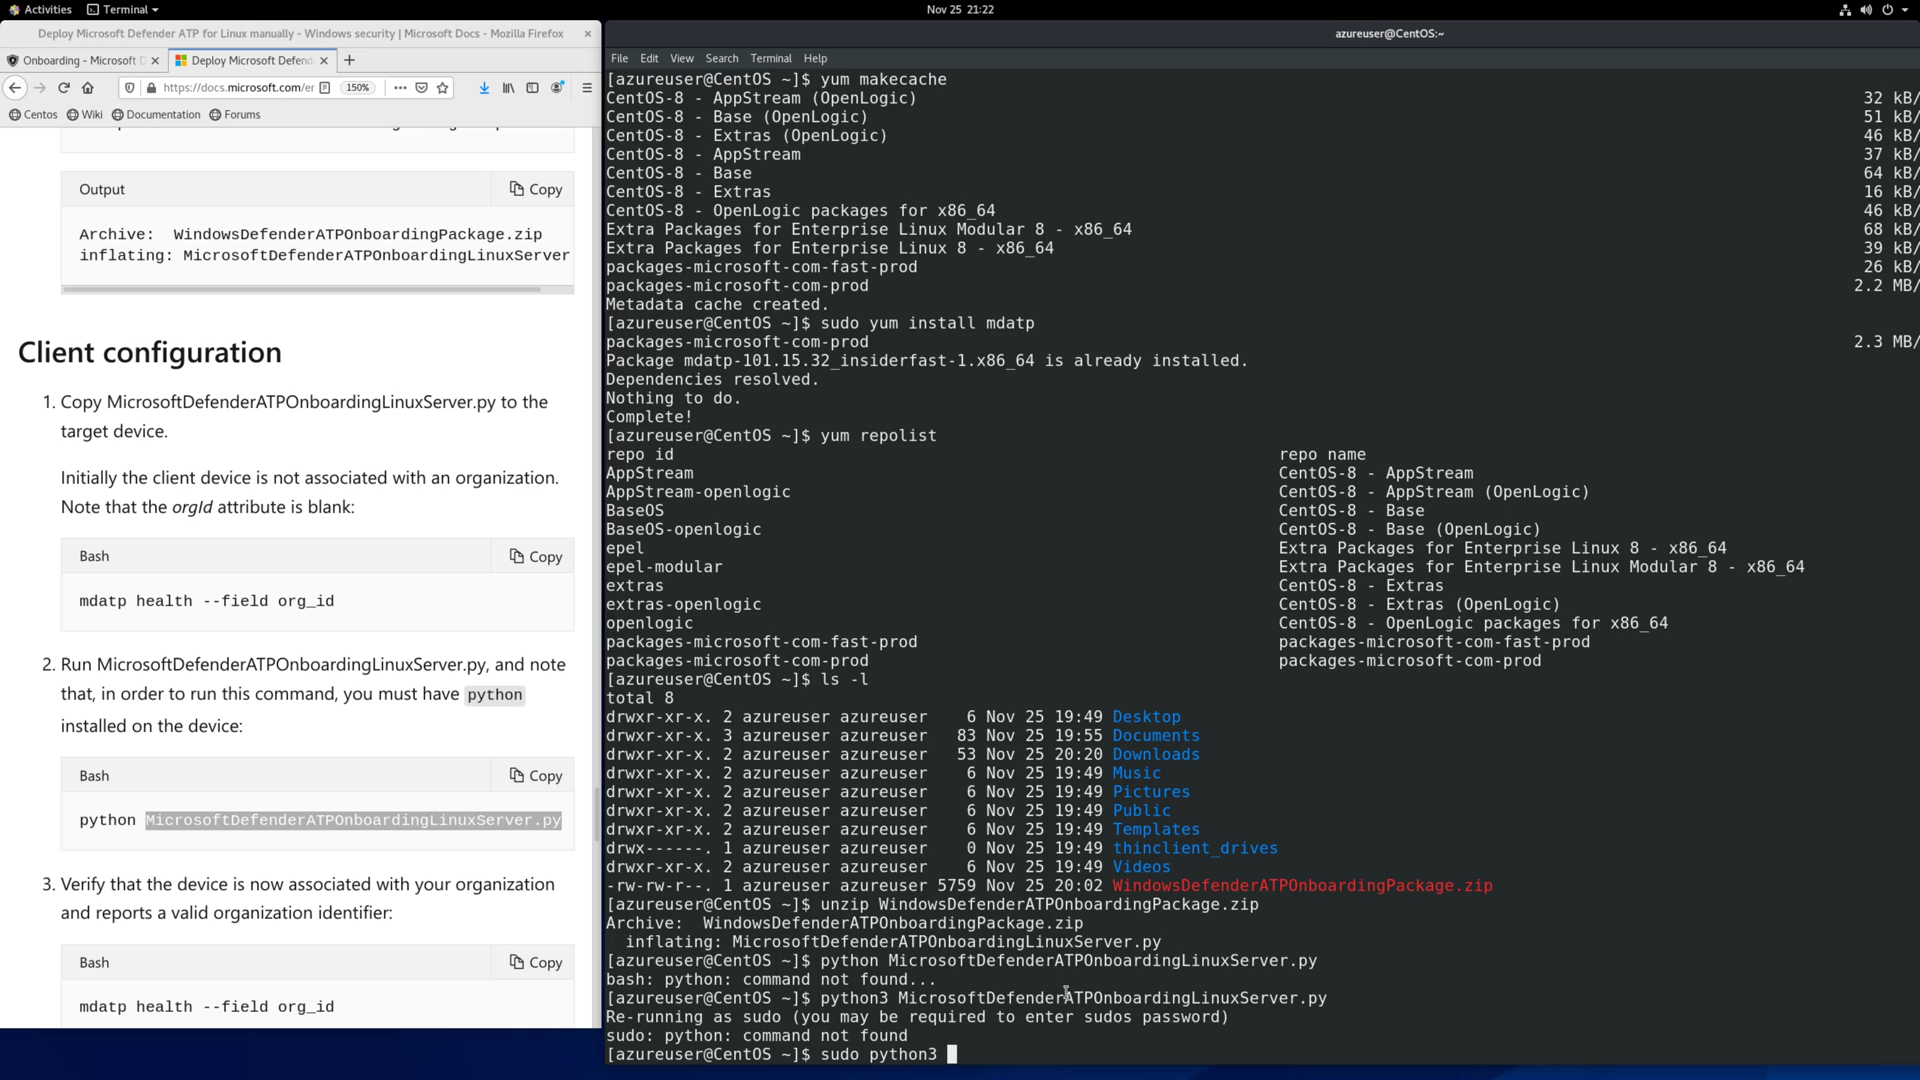 Activities
Terminal
Nov 25 21:22
Deploy Microsoft Defender ATP for Linux manually - Windows security | Microsoft Docs - Mozilla Firefox
Onboarding - Microsoft D
Deploy Microsoft Defend
https://docs.microsoft.com/er
150%
Centos
Wiki
Documentation
Forums
Output
Copy
Archive:  WindowsDefenderATPOnboardingPackage.zip
inflating: MicrosoftDefenderATPOnboardingLinuxServer
Client configuration
1. Copy MicrosoftDefenderATPOnboardingLinuxServer.py to the
target device.
Initially the client device is not associated with an organization.
Note that the orgId attribute is blank:
Bash
Copy
mdatp health --field org_id
2. Run MicrosoftDefenderATPOnboardingLinuxServer.py, and note
that, in order to run this command, you must have python
installed on the device:
Bash
Copy
python MicrosoftDefenderATPOnboardingLinuxServer.py
3. Verify that the device is now associated with your organization
and reports a valid organization identifier:
Bash
Copy
mdatp health --field org_id
azureuser@CentOS:~
File Edit View Search Terminal Help
[azureuser@CentOS ~]$ yum makecache
CentOS-8 - AppStream (OpenLogic) 32 kB/
CentOS-8 - Base (OpenLogic) 51 kB/
CentOS-8 - Extras (OpenLogic) 46 kB/
CentOS-8 - AppStream 37 kB/
CentOS-8 - Base 64 kB/
CentOS-8 - Extras 16 kB/
CentOS-8 - OpenLogic packages for x86_64 46 kB/
Extra Packages for Enterprise Linux Modular 8 - x86_64 68 kB/
Extra Packages for Enterprise Linux 8 - x86_64 39 kB/
packages-microsoft-com-fast-prod 26 kB/
packages-microsoft-com-prod 2.2 MB/
Metadata cache created.
[azureuser@CentOS ~]$ sudo yum install mdatp
packages-microsoft-com-prod 2.3 MB/
Package mdatp-101.15.32_insiderfast-1.x86_64 is already installed.
Dependencies resolved.
Nothing to do.
Complete!
[azureuser@CentOS ~]$ yum repolist
repo id repo name
AppStream CentOS-8 - AppStream
AppStream-openlogic CentOS-8 - AppStream (OpenLogic)
BaseOS CentOS-8 - Base
BaseOS-openlogic CentOS-8 - Base (OpenLogic)
epel Extra Packages for Enterprise Linux 8 - x86_64
epel-modular Extra Packages for Enterprise Linux Modular 8 - x86_64
extras CentOS-8 - Extras
extras-openlogic CentOS-8 - Extras (OpenLogic)
openlogic CentOS-8 - OpenLogic packages for x86_64
packages-microsoft-com-fast-prod packages-microsoft-com-fast-prod
packages-microsoft-com-prod packages-microsoft-com-prod
[azureuser@CentOS ~]$ ls -l
total 8
drwxr-xr-x. 2 azureuser azureuser    6 Nov 25 19:49 Desktop
drwxr-xr-x. 3 azureuser azureuser   83 Nov 25 19:55 Documents
drwxr-xr-x. 2 azureuser azureuser   53 Nov 25 20:20 Downloads
drwxr-xr-x. 2 azureuser azureuser    6 Nov 25 19:49 Music
drwxr-xr-x. 2 azureuser azureuser    6 Nov 25 19:49 Pictures
drwxr-xr-x. 2 azureuser azureuser    6 Nov 25 19:49 Public
drwxr-xr-x. 2 azureuser azureuser    6 Nov 25 19:49 Templates
drwx------. 1 azureuser azureuser    0 Nov 25 19:49 thinclient_drives
drwxr-xr-x. 2 azureuser azureuser    6 Nov 25 19:49 Videos
-rw-rw-r--. 1 azureuser azureuser 5759 Nov 25 20:02 WindowsDefenderATPOnboardingPackage.zip
[azureuser@CentOS ~]$ unzip WindowsDefenderATPOnboardingPackage.zip
Archive:  WindowsDefenderATPOnboardingPackage.zip
  inflating: MicrosoftDefenderATPOnboardingLinuxServer.py
[azureuser@CentOS ~]$ python MicrosoftDefenderATPOnboardingLinuxServer.py
bash: python: command not found...
[azureuser@CentOS ~]$ python3 MicrosoftDefenderATPOnboardingLinuxServer.py
Re-running as sudo (you may be required to enter sudos password)
sudo: python: command not found
[azureuser@CentOS ~]$ sudo python3